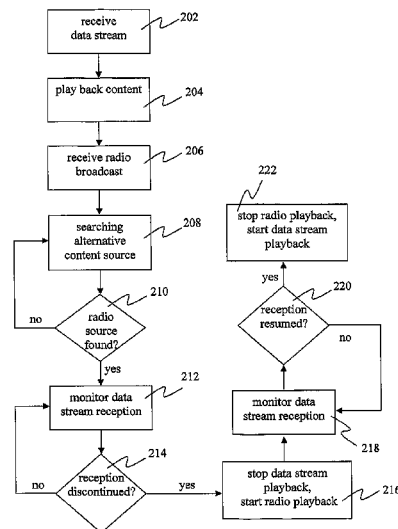 receive
data stream
202
play back content
204
receive radio
broadcast
206
searching
alternative
content source
208
210
radio
source
found?
no
yes
monitor data
stream reception
212
214
reception
discontinued?
no
yes
stop data stream
playback,
start radio playback
216
monitor data
stream reception
218
220
reception
resumed?
no
yes
222
stop radio playback,
start data stream
playback